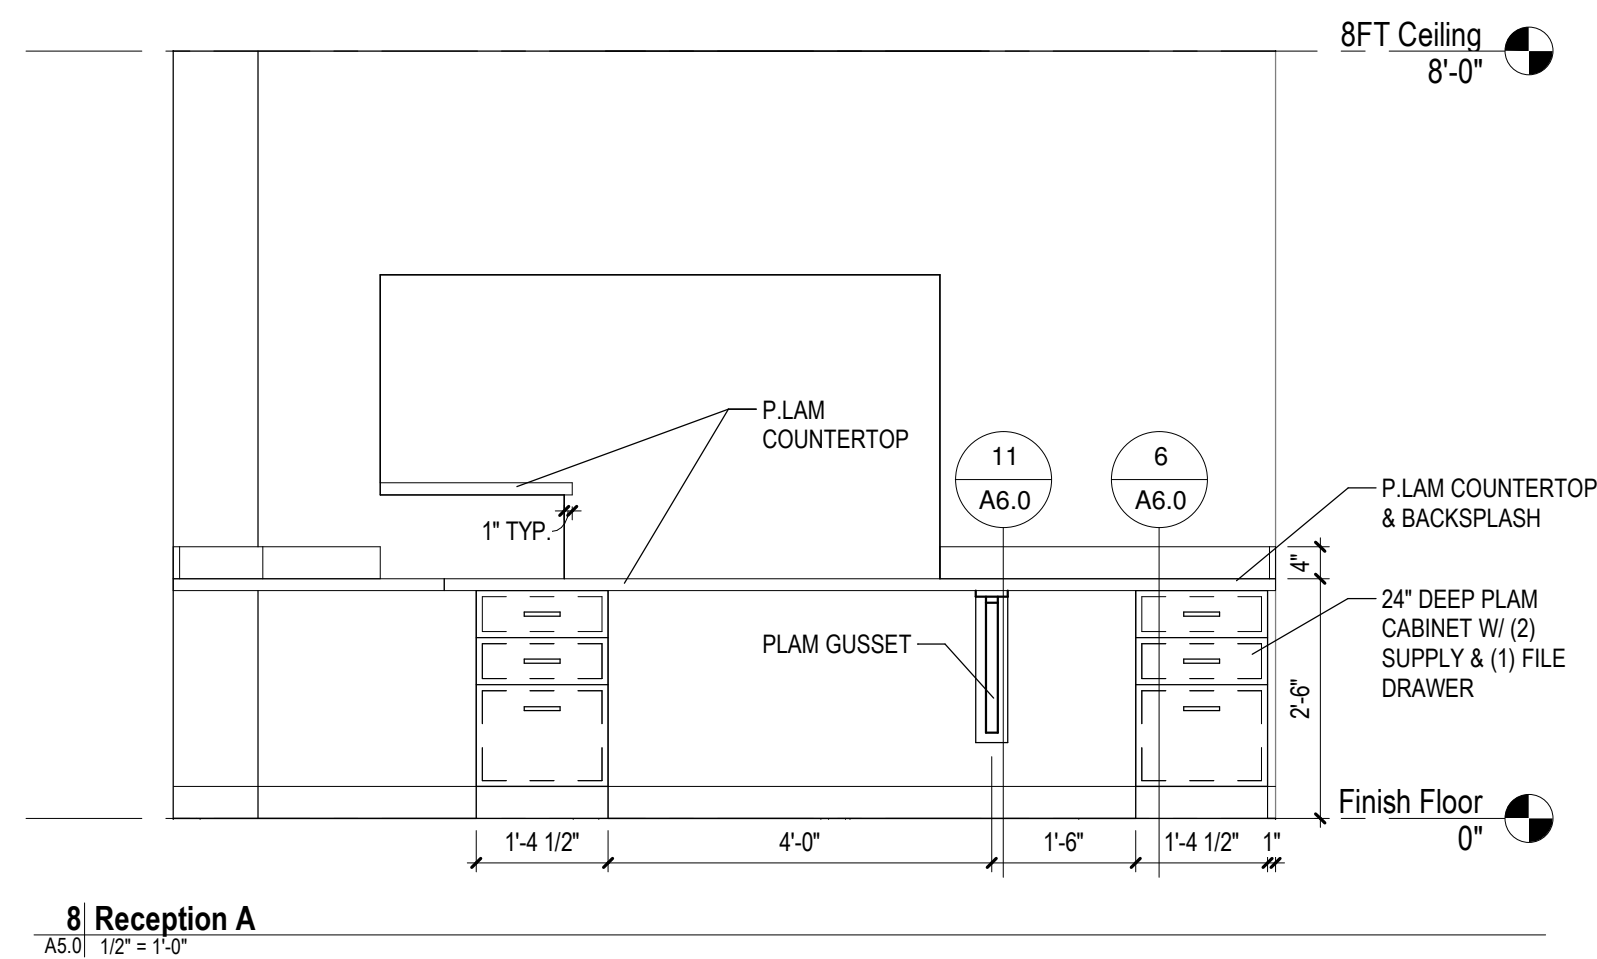 8FT Ceiling
8'-0"
P.LAM
COUNTERTOP
11
A6.0
6
A6.0
P.LAM COUNTERTOP
& BACKSPLASH
1" TYP.
4"
24" DEEP PLAM
CABINET W/ (2)
SUPPLY & (1) FILE
DRAWER
PLAM GUSSET
2'-6"
Finish Floor
0"
1'-4 1/2"
4'-0"
1'-6"
1'-4 1/2"
1"
8 Reception A
A5.0 1/2" = 1'-0"